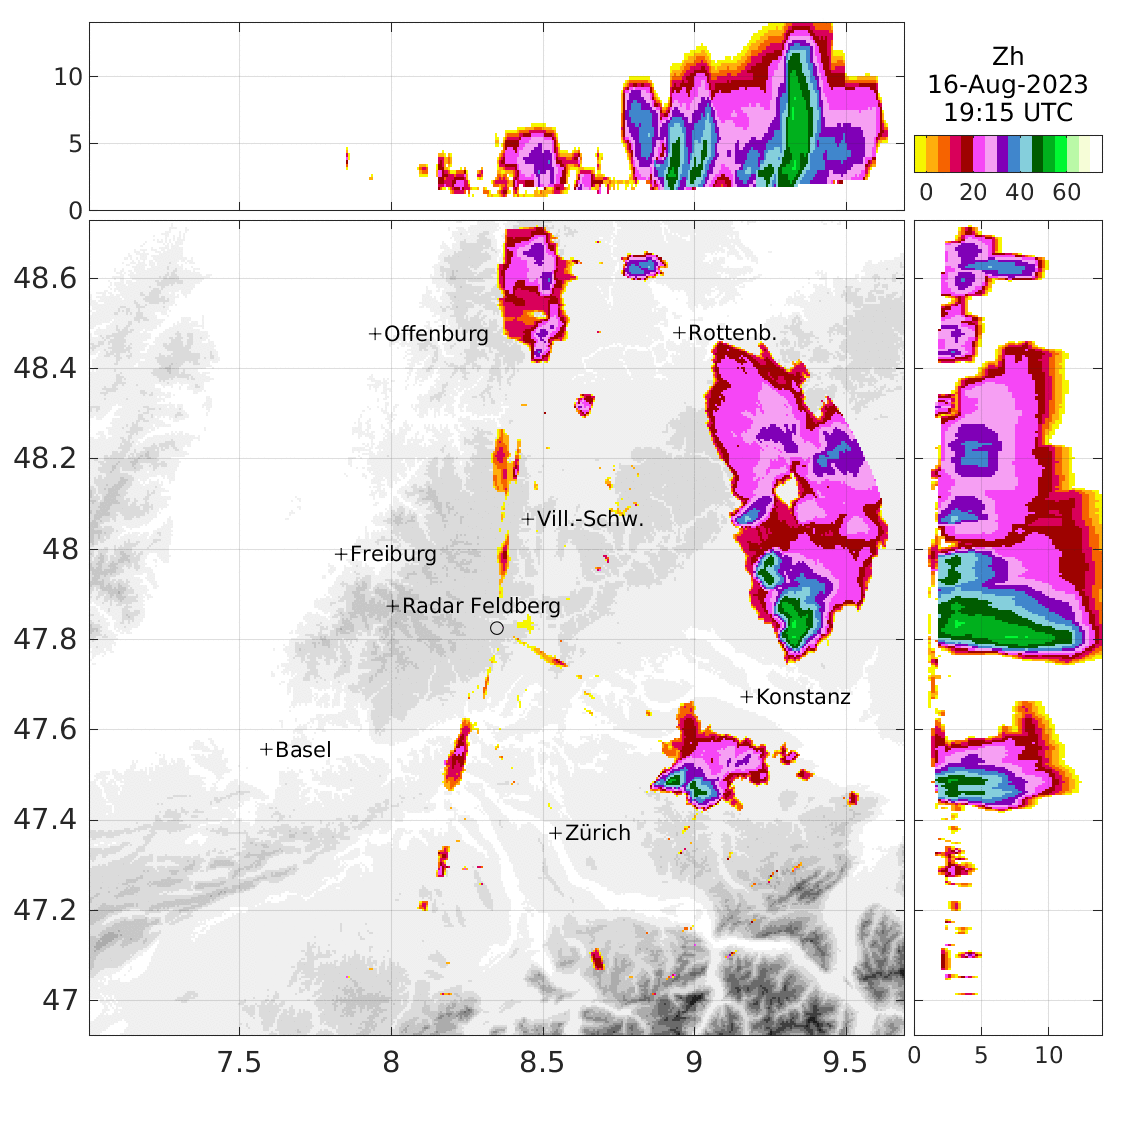 10
5
0
Zh
16-Aug-2023
19:15 UTC
0 20 40 60
48.6
48.4
48.2
48
47.8
47.6
47.4
47.2
47
+Offenburg
+Rottenb.
+Vill.-Schw.
+Freiburg
+Radar Feldberg
+Konstanz
+Basel
+Zürich
7.5 8 8.5 9 9.5
0 5 10